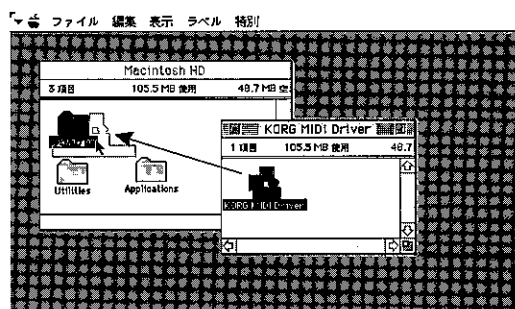 ファイル 編集 表示 ラベル 特別
Macintosh HD
3 項目 105.5 MB 使用 48.7 MB 空
KORG MIDI Driver
1 項目 105.5 MB 使用 48.7
Utilities Applications
KORG MIDI Driver